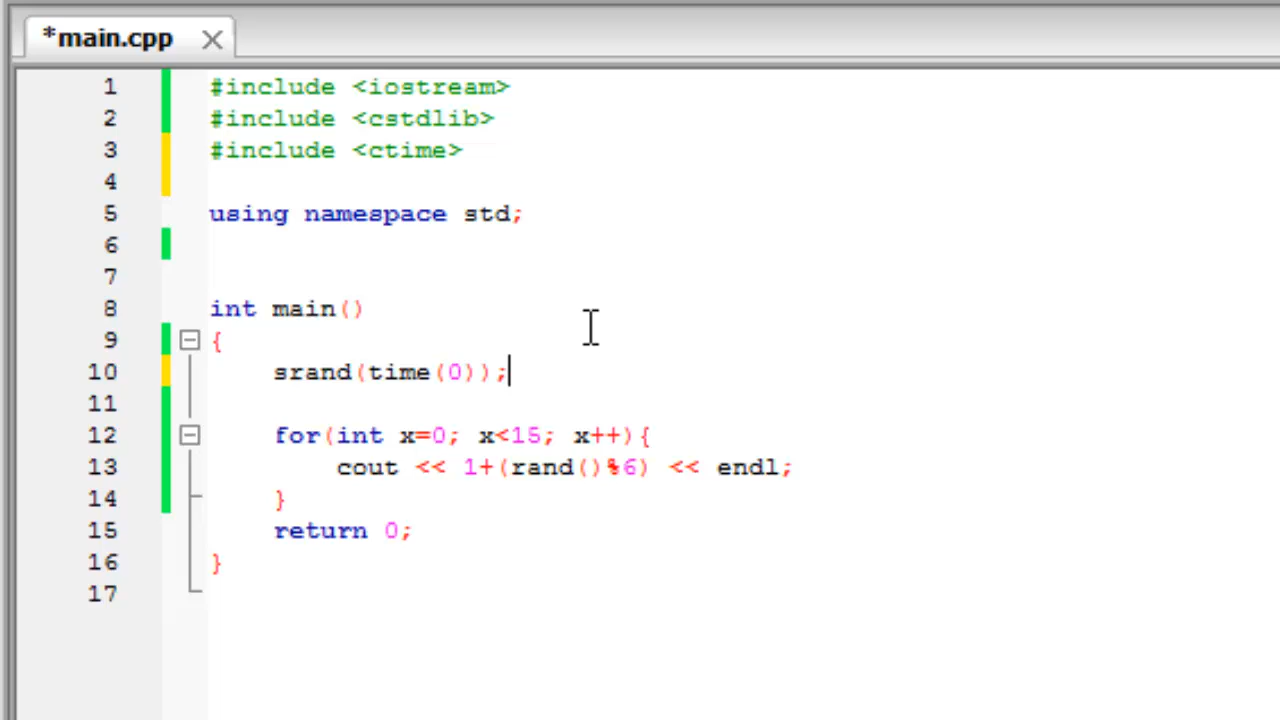 *main.cpp
1 #include <iostream>
2 #include <cstdlib>
3 #include <ctime>
4
5 using namespace std;
6
7
8 int main()
9 {
10 srand(time(0));
11
12 for(int x=0; x<15; x++){
13 cout << 1+(rand()%6) << endl;
14 }
15 return 0;
16 }
17